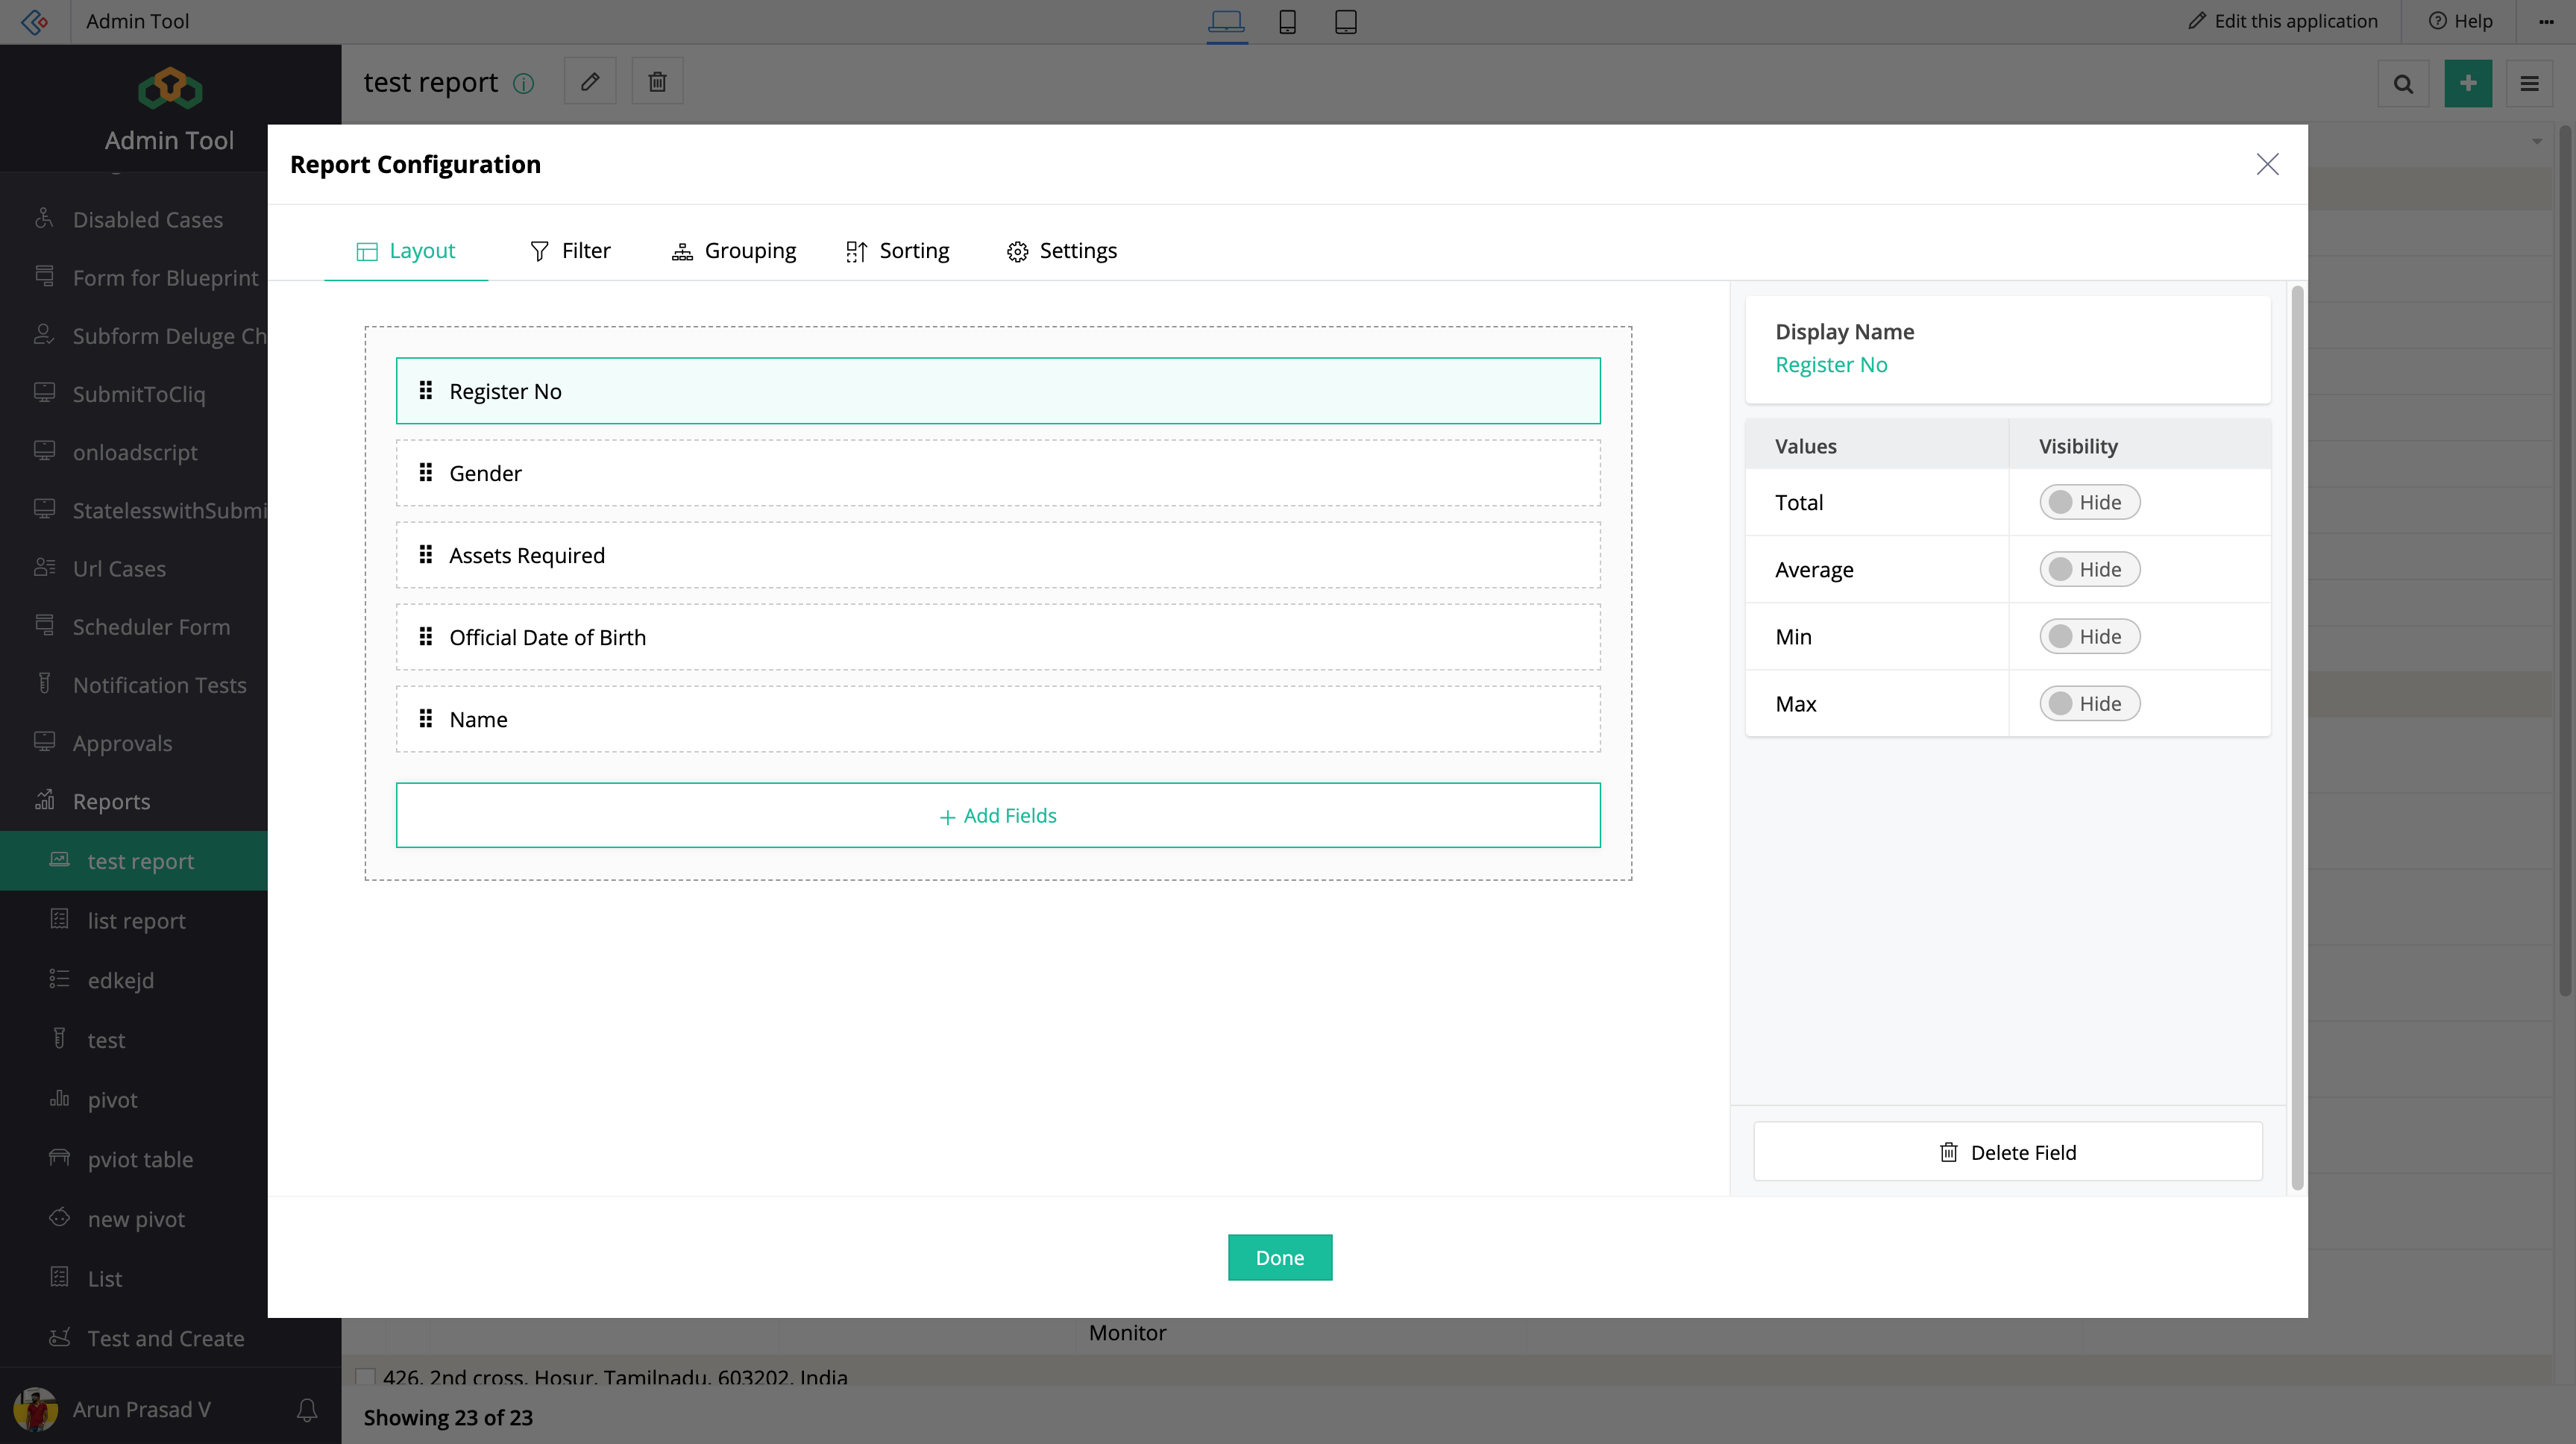 Admin Tool
Edit this application
Help
Admin Tool
test report
Disabled Cases
Form for Blueprint
Subform Deluge Ch
SubmitToCliq
onloadscript
StatelesswithSubmi
Url Cases
Scheduler Form
Notification Tests
Approvals
Reports
test report
list report
edkejd
test
pivot
pviot table
new pivot
List
Test and Create
Arun Prasad V
Report Configuration
Layout
Filter
Grouping
Sorting
Settings
Register No
Gender
Assets Required
Official Date of Birth
Name
+ Add Fields
Display Name
Register No
Values
Visibility
Total
Hide
Average
Hide
Min
Hide
Max
Hide
Delete Field
Done
Monitor
426, 2nd cross, Hosur, Tamilnadu, 603202, India
Showing 23 of 23